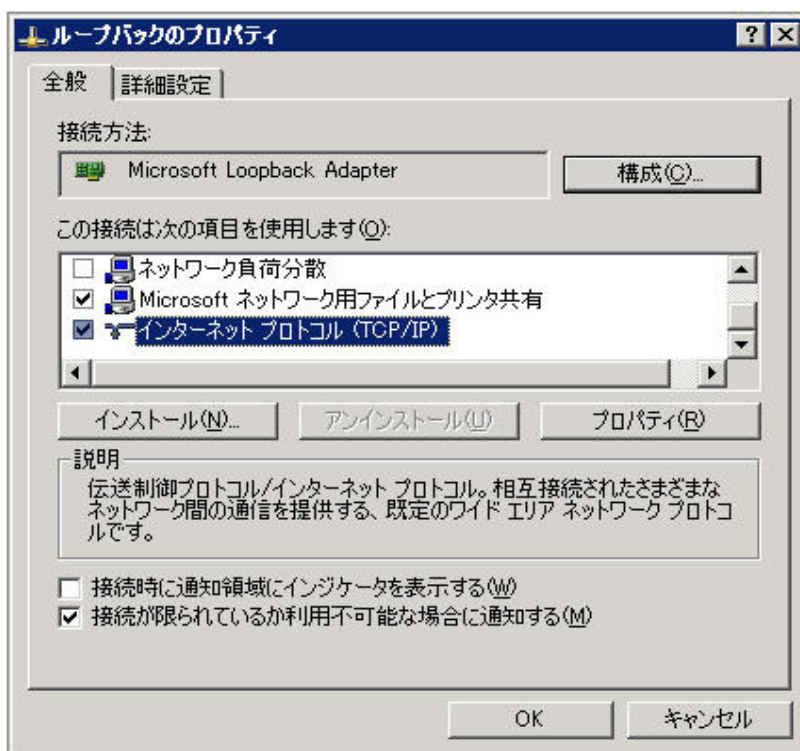 ループバックのプロパティ
全般
詳細設定
接続方法:
Microsoft Loopback Adapter
構成(C)...
この接続は次の項目を使用します(O):
ネットワーク負荷分散
Microsoft ネットワーク用ファイルとプリンタ共有
インターネット プロトコル (TCP/IP)
インストール(N)...
アンインストール(U)
プロパティ(R)
説明
伝送制御プロトコル/インターネット プロトコル。相互接続されたさまざまな
ネットワーク間の通信を提供する、既定のワイド エリア ネットワーク プロトコ
ルです。
接続時に通知領域にインジケータを表示する(W)
接続が限られているか利用不可能な場合に通知する(M)
OK
キャンセル